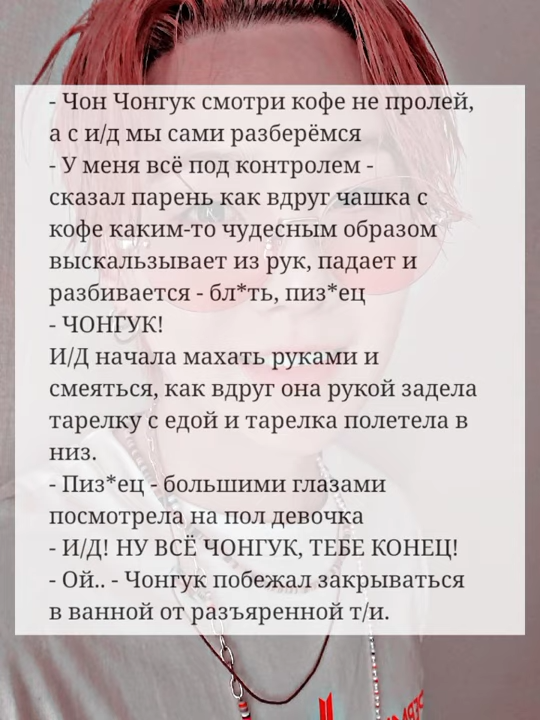 - Чон Чонгук смотри кофе не пролей,
а с и/д мы сами разберёмся
- У меня всё под контролем -
сказал парень как вдруг чашка с
кофе каким-то чудесным образом
выскальзывает из рук, падает и
разбивается - бл*ть, пиз*ец
- ЧОНГУК!
И/Д начала махать руками и
смеяться, как вдруг она рукой задела
тарелку с едой и тарелка полетела в
низ.
- Пиз*ец - большими глазами
посмотрела на пол девочка
- И/Д! НУ ВСЁ ЧОНГУК, ТЕБЕ КОНЕЦ!
- Ой.. - Чонгук побежал закрываться
в ванной от разъяренной т/и.